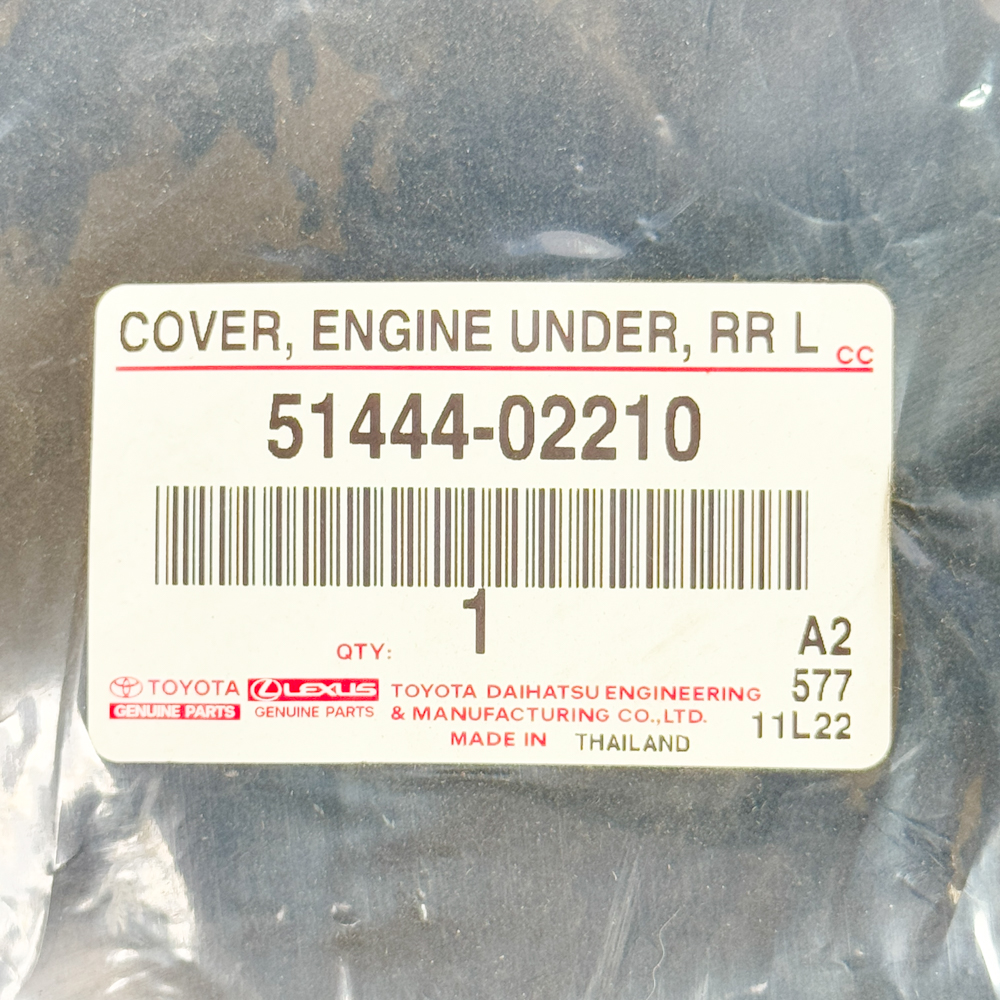 COVER, ENGINE UNDER, RR L CC
51444-02210
1
QTY:
A2
577
11L22
TOYOTA
GENUINE PARTS
LEXUS
GENUINE PARTS
TOYOTA DAIHATSU ENGINEERING
& MANUFACTURING CO.,LTD.
MADE IN THAILAND